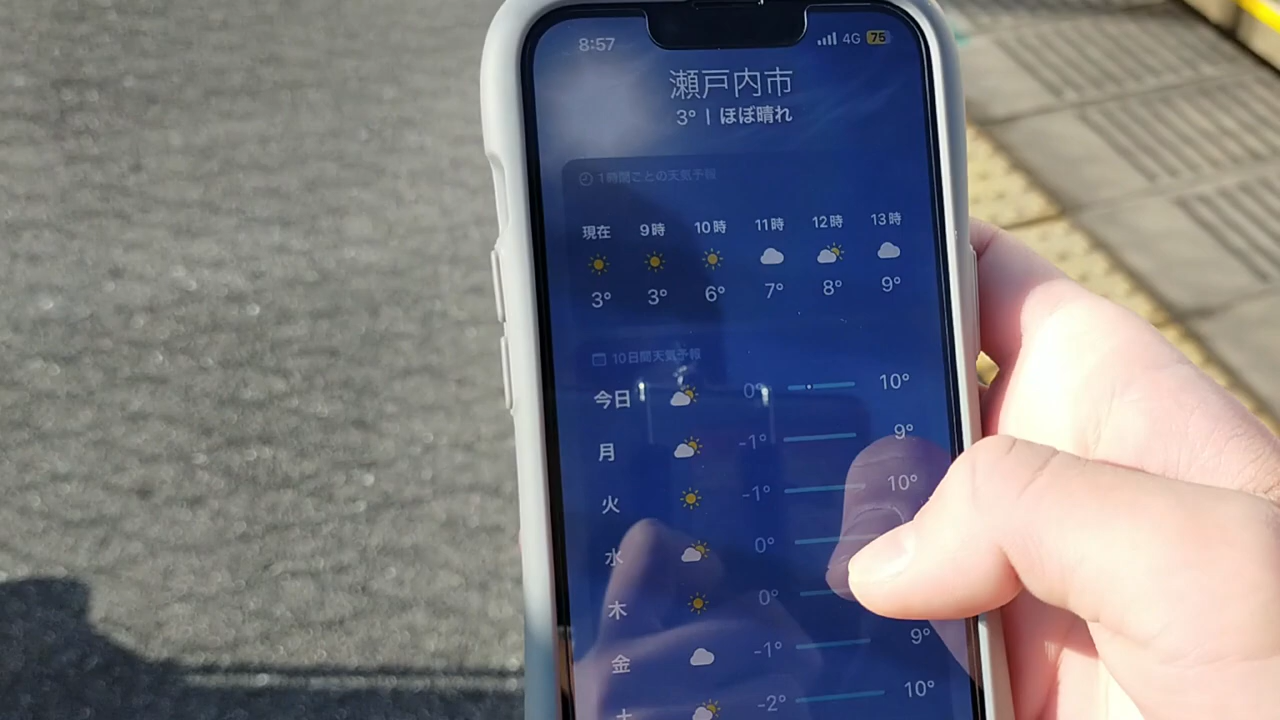 8:57 4G 75
瀬戸内市
3° | ほぼ晴れ
1時間ごとの天気予報
現在 9時 10時 11時 12時 13時
3° 3° 6° 7° 8° 9°
10日間天気予報
今日 0° 10°
月 -1° 9°
火 -1° 10°
水 0°
木 0°
金 -1° 9°
土 -2° 10°